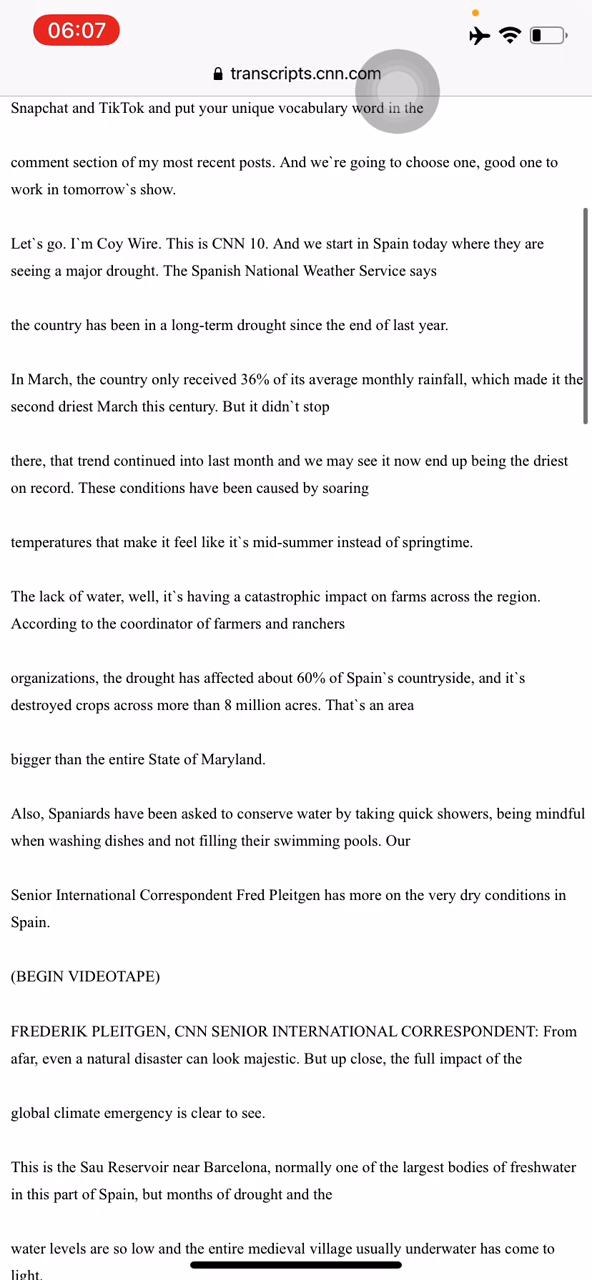 06:07
transcripts.cnn.com
Snapchat and TikTok and put your unique vocabulary word in the
comment section of my most recent posts. And we`re going to choose one, good one to
work in tomorrow`s show.
Let`s go. I`m Coy Wire. This is CNN 10. And we start in Spain today where they are
seeing a major drought. The Spanish National Weather Service says
the country has been in a long-term drought since the end of last year.
In March, the country only received 36% of its average monthly rainfall, which made it the
second driest March this century. But it didn`t stop
there, that trend continued into last month and we may see it now end up being the driest
on record. These conditions have been caused by soaring
temperatures that make it feel like it`s mid-summer instead of springtime.
The lack of water, well, it`s having a catastrophic impact on farms across the region.
According to the coordinator of farmers and ranchers
organizations, the drought has affected about 60% of Spain`s countryside, and it`s
destroyed crops across more than 8 million acres. That`s an area
bigger than the entire State of Maryland.
Also, Spaniards have been asked to conserve water by taking quick showers, being mindful
when washing dishes and not filling their swimming pools. Our
Senior International Correspondent Fred Pleitgen has more on the very dry conditions in
Spain.
(BEGIN VIDEOTAPE)
FREDERIK PLEITGEN, CNN SENIOR INTERNATIONAL CORRESPONDENT: From
afar, even a natural disaster can look majestic. But up close, the full impact of the
global climate emergency is clear to see.
This is the Sau Reservoir near Barcelona, normally one of the largest bodies of freshwater
in this part of Spain, but months of drought and the
water levels are so low and the entire medieval village usually underwater has come to
light.